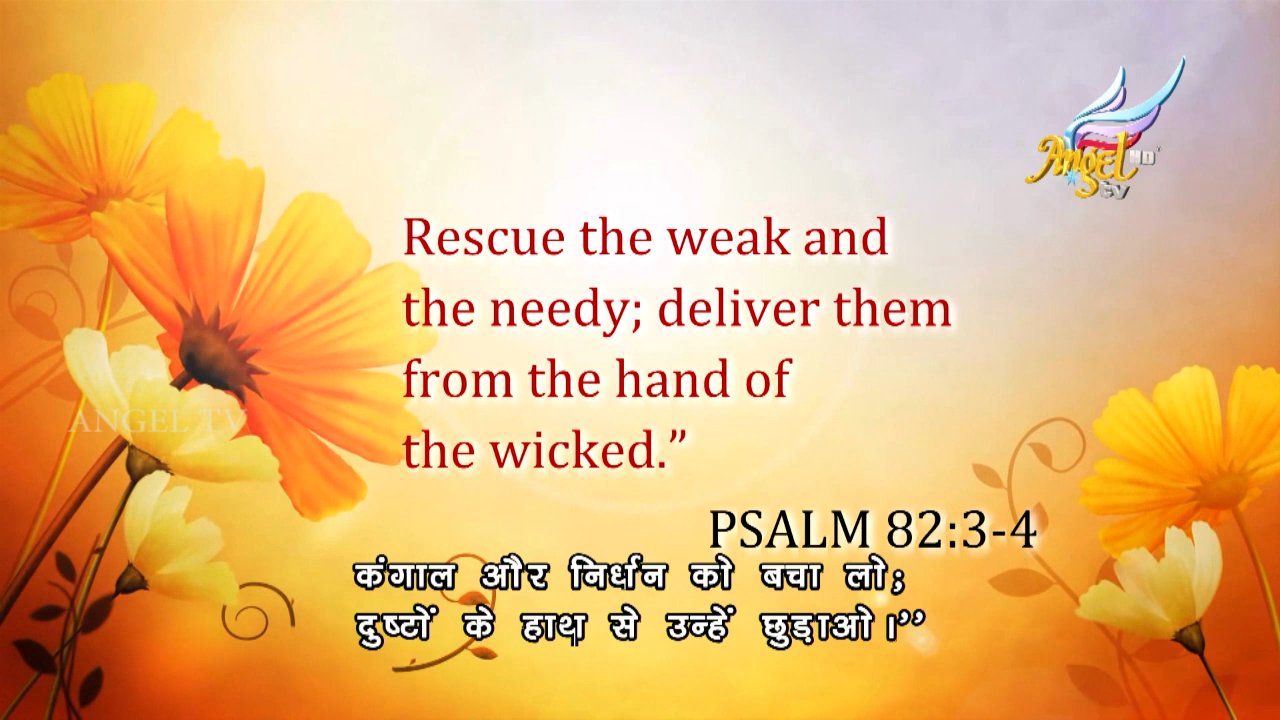 Angel HD
tv
Rescue the weak and
the needy; deliver them
from the hand of
the wicked.”
ANGEL TV
PSALM 82:3-4
कंगाल और निर्धन को बचा लो;
दुष्टों के हाथ से उन्हें छुड़ाओ।’’